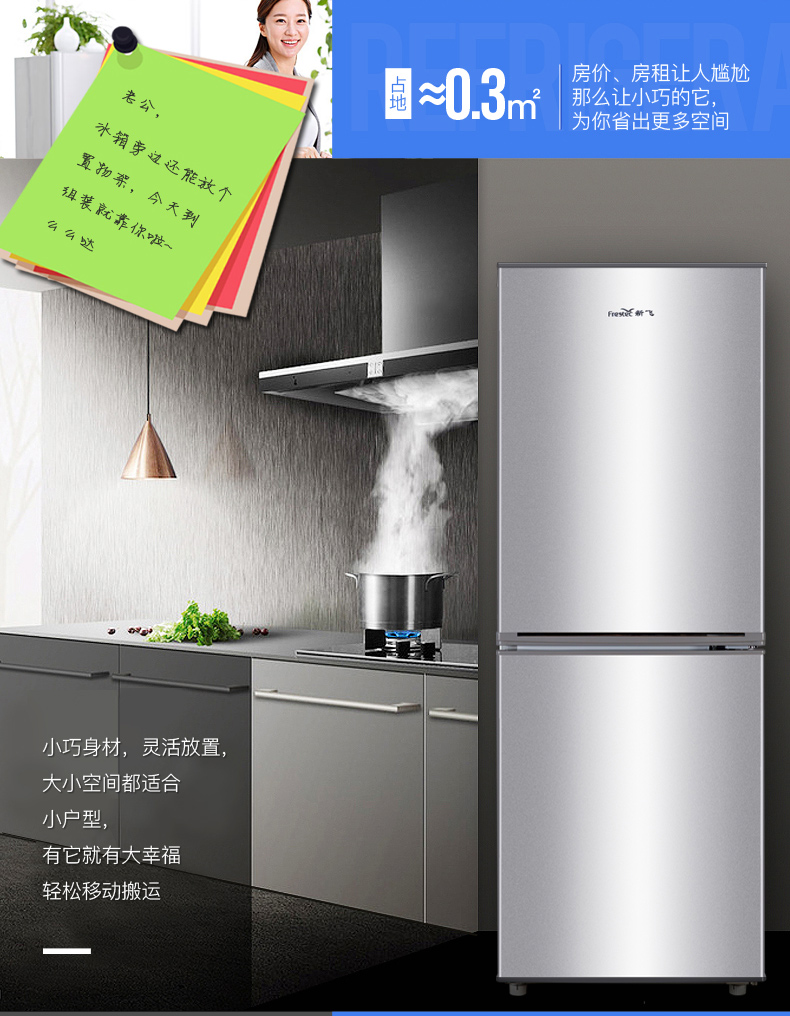 REFRIGERA
占地
≈0.3m²
房价、房租让人尴尬
那么让小巧的它，
为你省出更多空间
老公，
冰箱旁边还能放个
置物架，今天到
组装就靠你啦~
么么哒
Frestec 新飞
小巧身材，灵活放置，
大小空间都适合
小户型，
有它就有大幸福
轻松移动搬运